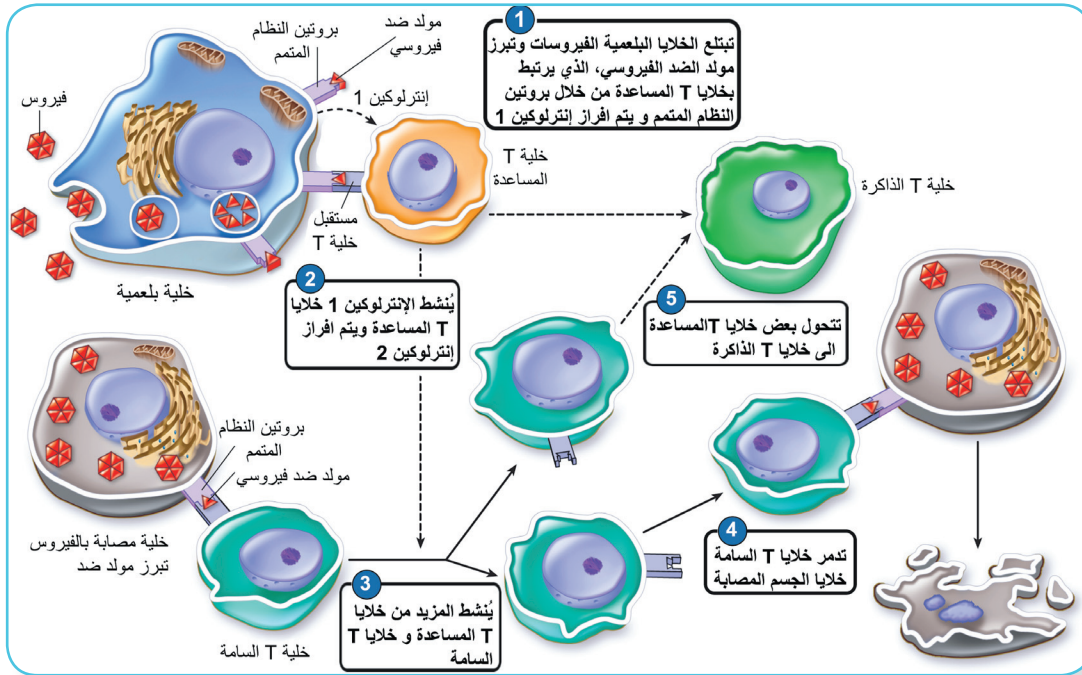 مولد ضد
فيروسي
بروتين النظام
المتمم
فيروس
إنترلوكين 1
1
تبتلع الخلايا البلعمية الفيروسات وتبرز
مولد الضد الفيروسي، الذي يرتبط
بخلايا T المساعدة من خلال بروتين
النظام المتمم و يتم افراز إنترلوكين 1
خلية T
المساعدة
خلية T الذاكرة
مستقبل
خلية T
خلية بلعمية
2
يُنشط الإنترلوكين 1 خلايا
T المساعدة ويتم افراز
إنترلوكين 2
5
تتحول بعض خلايا Tالمساعدة
الى خلايا T الذاكرة
بروتين النظام
المتمم
مولد ضد فيروسي
خلية مصابة بالفيروس
تبرز مولد ضد
4
تدمر خلايا T السامة
خلايا الجسم المصابة
3
يُنشط المزيد من خلايا
T المساعدة و خلايا T
السامة
خلية T السامة